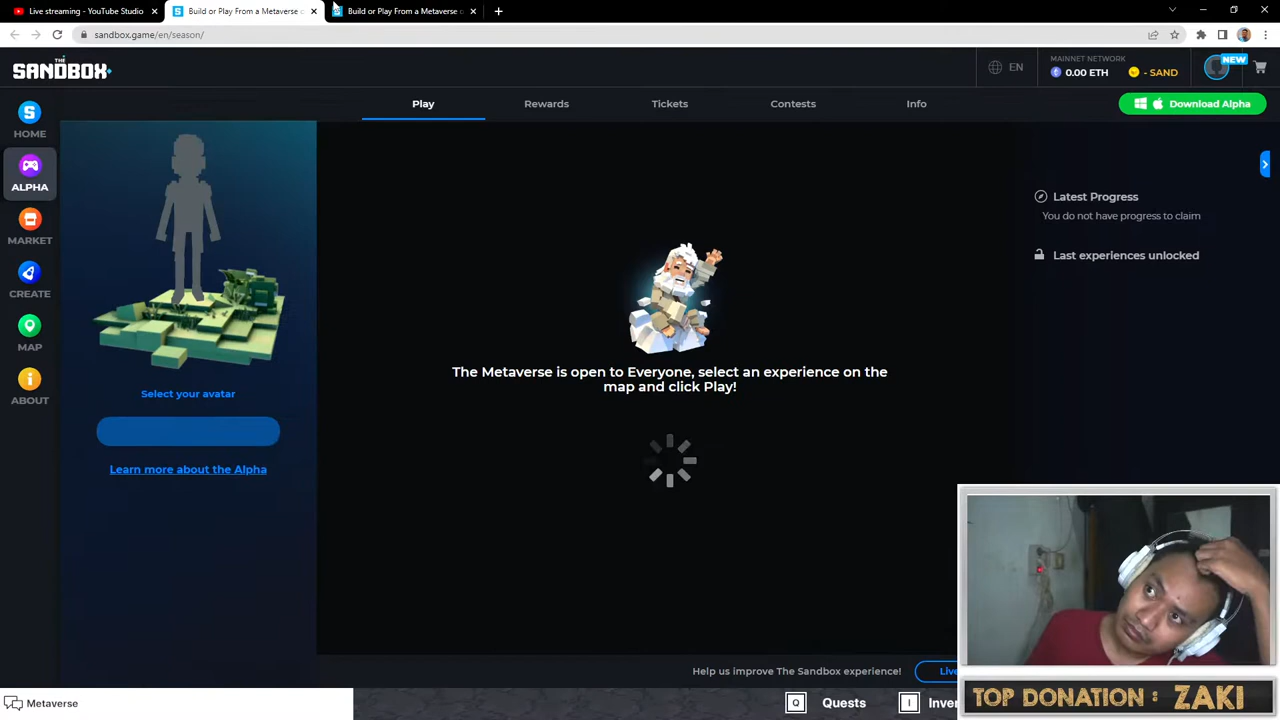 Live streaming - YouTube Studio
Build or Play From a Metaverse o
Build or Play From a Metaverse o
sandbox.game/en/season/
THE SANDBOX
EN
MAINNET NETWORK
0.00 ETH
- SAND
NEW
Play
Rewards
Tickets
Contests
Info
Download Alpha
HOME
ALPHA
MARKET
CREATE
MAP
ABOUT
Select your avatar
Learn more about the Alpha
The Metaverse is open to Everyone, select an experience on the
map and click Play!
Latest Progress
You do not have progress to claim
Last experiences unlocked
Help us improve The Sandbox experience!
Live
Metaverse
Q
Quests
I
Inven
TOP DONATION : ZAKI